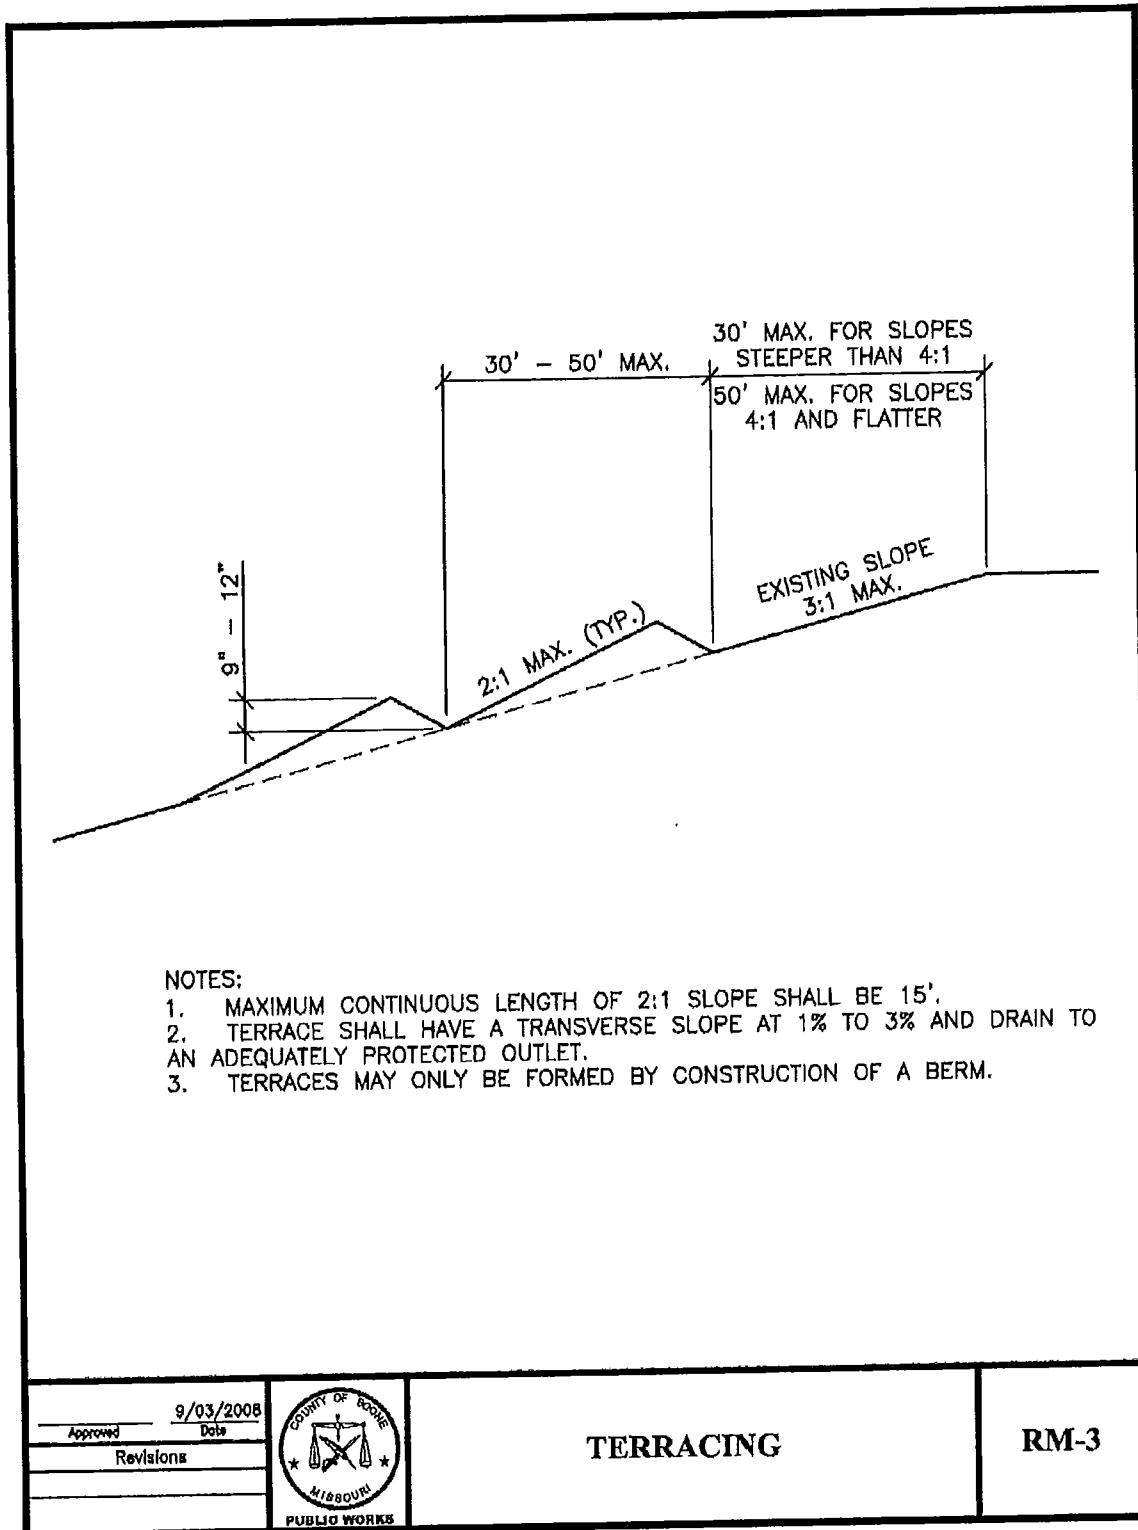 30' MAX. FOR SLOPES
STEEPER THAN 4:1
30' - 50' MAX.
50' MAX. FOR SLOPES
4:1 AND FLATTER
9" - 12"
EXISTING SLOPE
3:1 MAX.
2:1 MAX. (TYP.)
NOTES:
1. MAXIMUM CONTINUOUS LENGTH OF 2:1 SLOPE SHALL BE 15'.
2. TERRACE SHALL HAVE A TRANSVERSE SLOPE AT 1% TO 3% AND DRAIN TO
AN ADEQUATELY PROTECTED OUTLET.
3. TERRACES MAY ONLY BE FORMED BY CONSTRUCTION OF A BERM.
9/03/2008
Approved Date
Revisions
COUNTY OF BOONE
MISSOURI
PUBLIC WORKS
TERRACING
RM-3